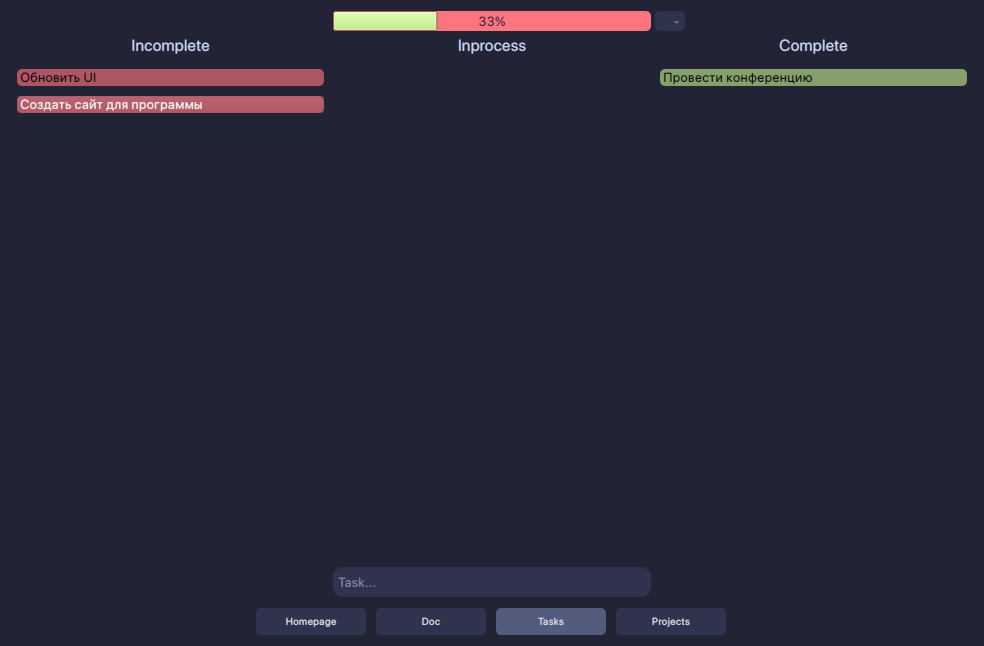 33%
Incomplete
Inprocess
Complete
Обновить UI
Провести конференцию
Создать сайт для программы
Task...
Homepage
Doc
Tasks
Projects